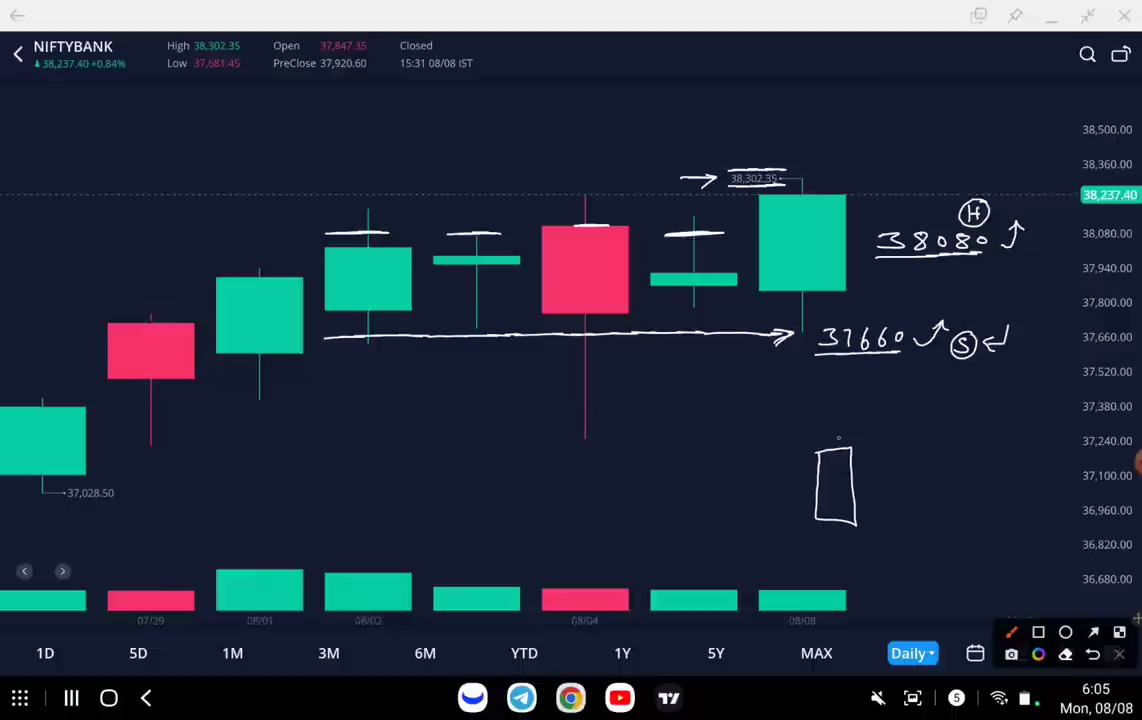 NIFTYBANK
▲38,237.40 +0.84%
High 38,302.35
Low 37,681.45
Open 37,847.35
PreClose 37,920.60
Closed
15:31 08/08 IST
38,500.00
38,360.00
38,302.35
38,237.40
H
38080
38,080.00
37,940.00
37,800.00
37660
S
37,660.00
37,520.00
37,380.00
37,240.00
37,100.00
37,028.50
36,960.00
36,820.00
36,680.00
07/29 08/01 08/02 08/04 08/08
1D 5D 1M 3M 6M YTD 1Y 5Y MAX Daily
5
6:05
Mon, 08/08